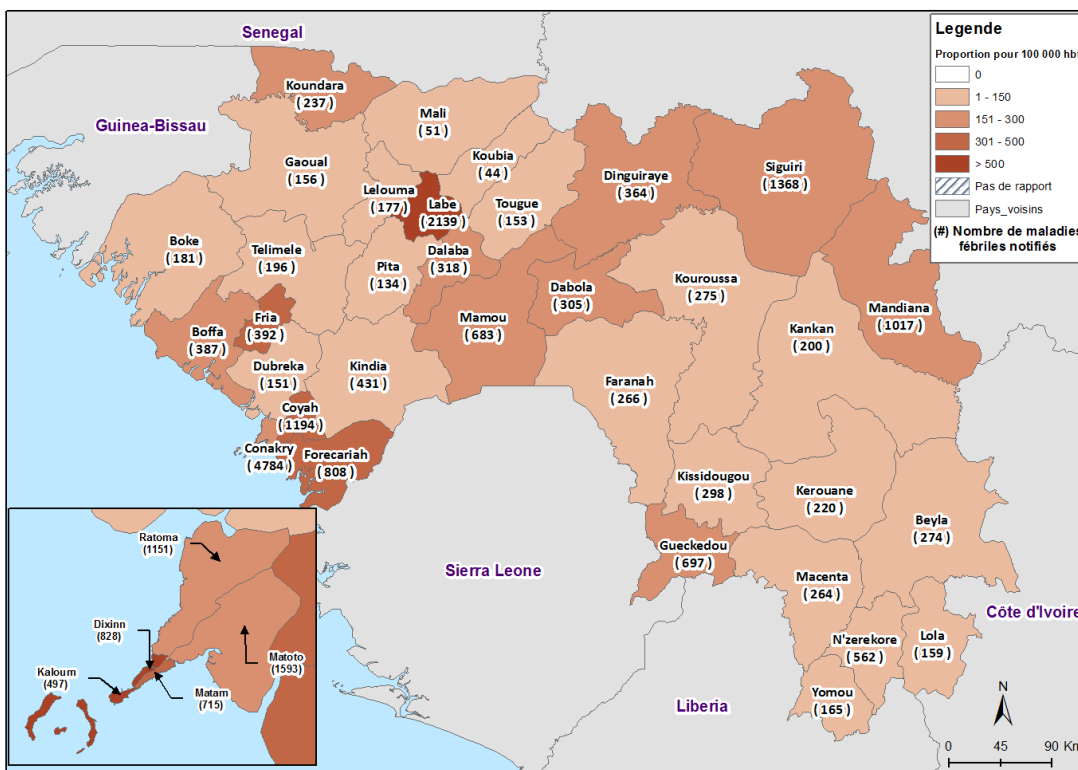 Senegal
Koundara
( 237 )
Guinea-Bissau
Mali
( 51 )
Gaoual
( 156 )
Koubia
( 44 )
Lelouma
( 177 )
Labe
( 2139 )
Tougue
( 153 )
Dinguiraye
( 364 )
Siguiri
( 1368 )
Boke
( 181 )
Telimele
( 196 )
Pita
( 134 )
Dalaba
( 318 )
Dabola
( 305 )
Kouroussa
( 275 )
Mandiana
( 1017 )
Fria
( 392 )
Boffa
( 387 )
Mamou
( 683 )
Kankan
( 200 )
Dubreka
( 151 )
Kindia
( 431 )
Faranah
( 266 )
Coyah
( 1194 )
Conakry
( 4784 )
Forecariah
( 808 )
Kissidougou
( 298 )
Kerouane
( 220 )
Beyla
( 274 )
Gueckedou
( 697 )
Sierra Leone
Macenta
( 264 )
Côte d'Ivoire
N'zerekore
( 562 )
Lola
( 159 )
Yomou
( 165 )
Liberia
Legende
Proportion pour 100 000 hbt
0
1 - 150
151 - 300
301 - 500
> 500
Pas de rapport
Pays_voisins
(#) Nombre de maladies
fébriles notifiés
Ratoma
(1151)
Dixinn
(828)
Kaloum
(497)
Matam
(715)
Matoto
(1593)
N
0 45 90 Km